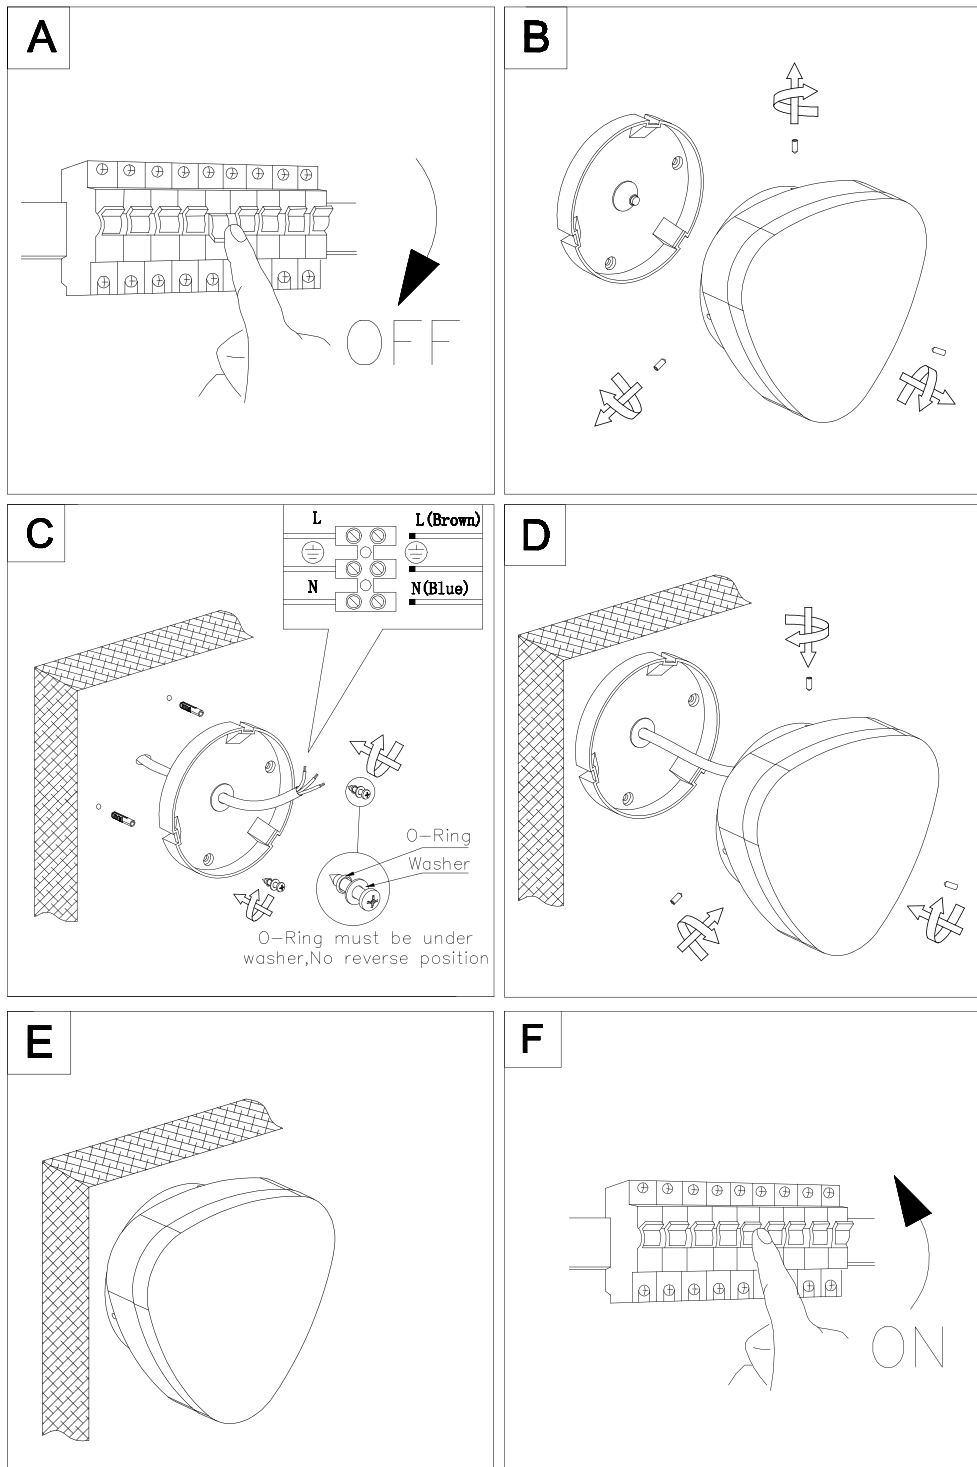 A
OFF
B
C
L
L(Brown)
N
N(Blue)
O-Ring
Washer
O-Ring must be under
washer,No reverse position
D
E
F
ON